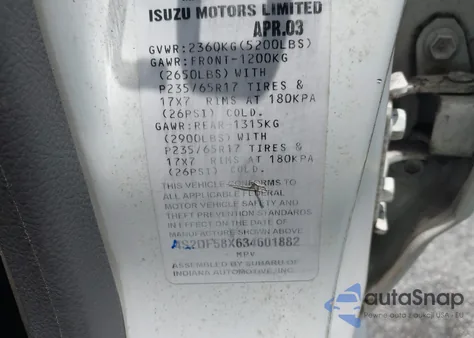 ISUZU MOTORS LIMITED
APR.03
GVWR:2360KG(5200LBS)
GAWR:FRONT-1200KG
(2650LBS) WITH
P235/65R17 TIRES &
17X7 RIMS AT 180KPA
(26PSI) COLD.
GAWR:REAR-1315KG
(2900LBS) WITH
P235/65R17 TIRES &
17X7 RIMS AT 180KPA
(26PSI) COLD.
THIS VEHICLE CONFORMS TO
ALL APPLICABLE FEDERAL
MOTOR VEHICLE SAFETY AND
THEFT PREVENTION STANDARDS
IN EFFECT ON THE DATE OF
MANUFACTURE SHOWN ABOVE
4S2DF58X634601882
- MPV
ASSEMBLED BY SUBARU OF
INDIANA AUTOMOTIVE, INC.
autoSnap